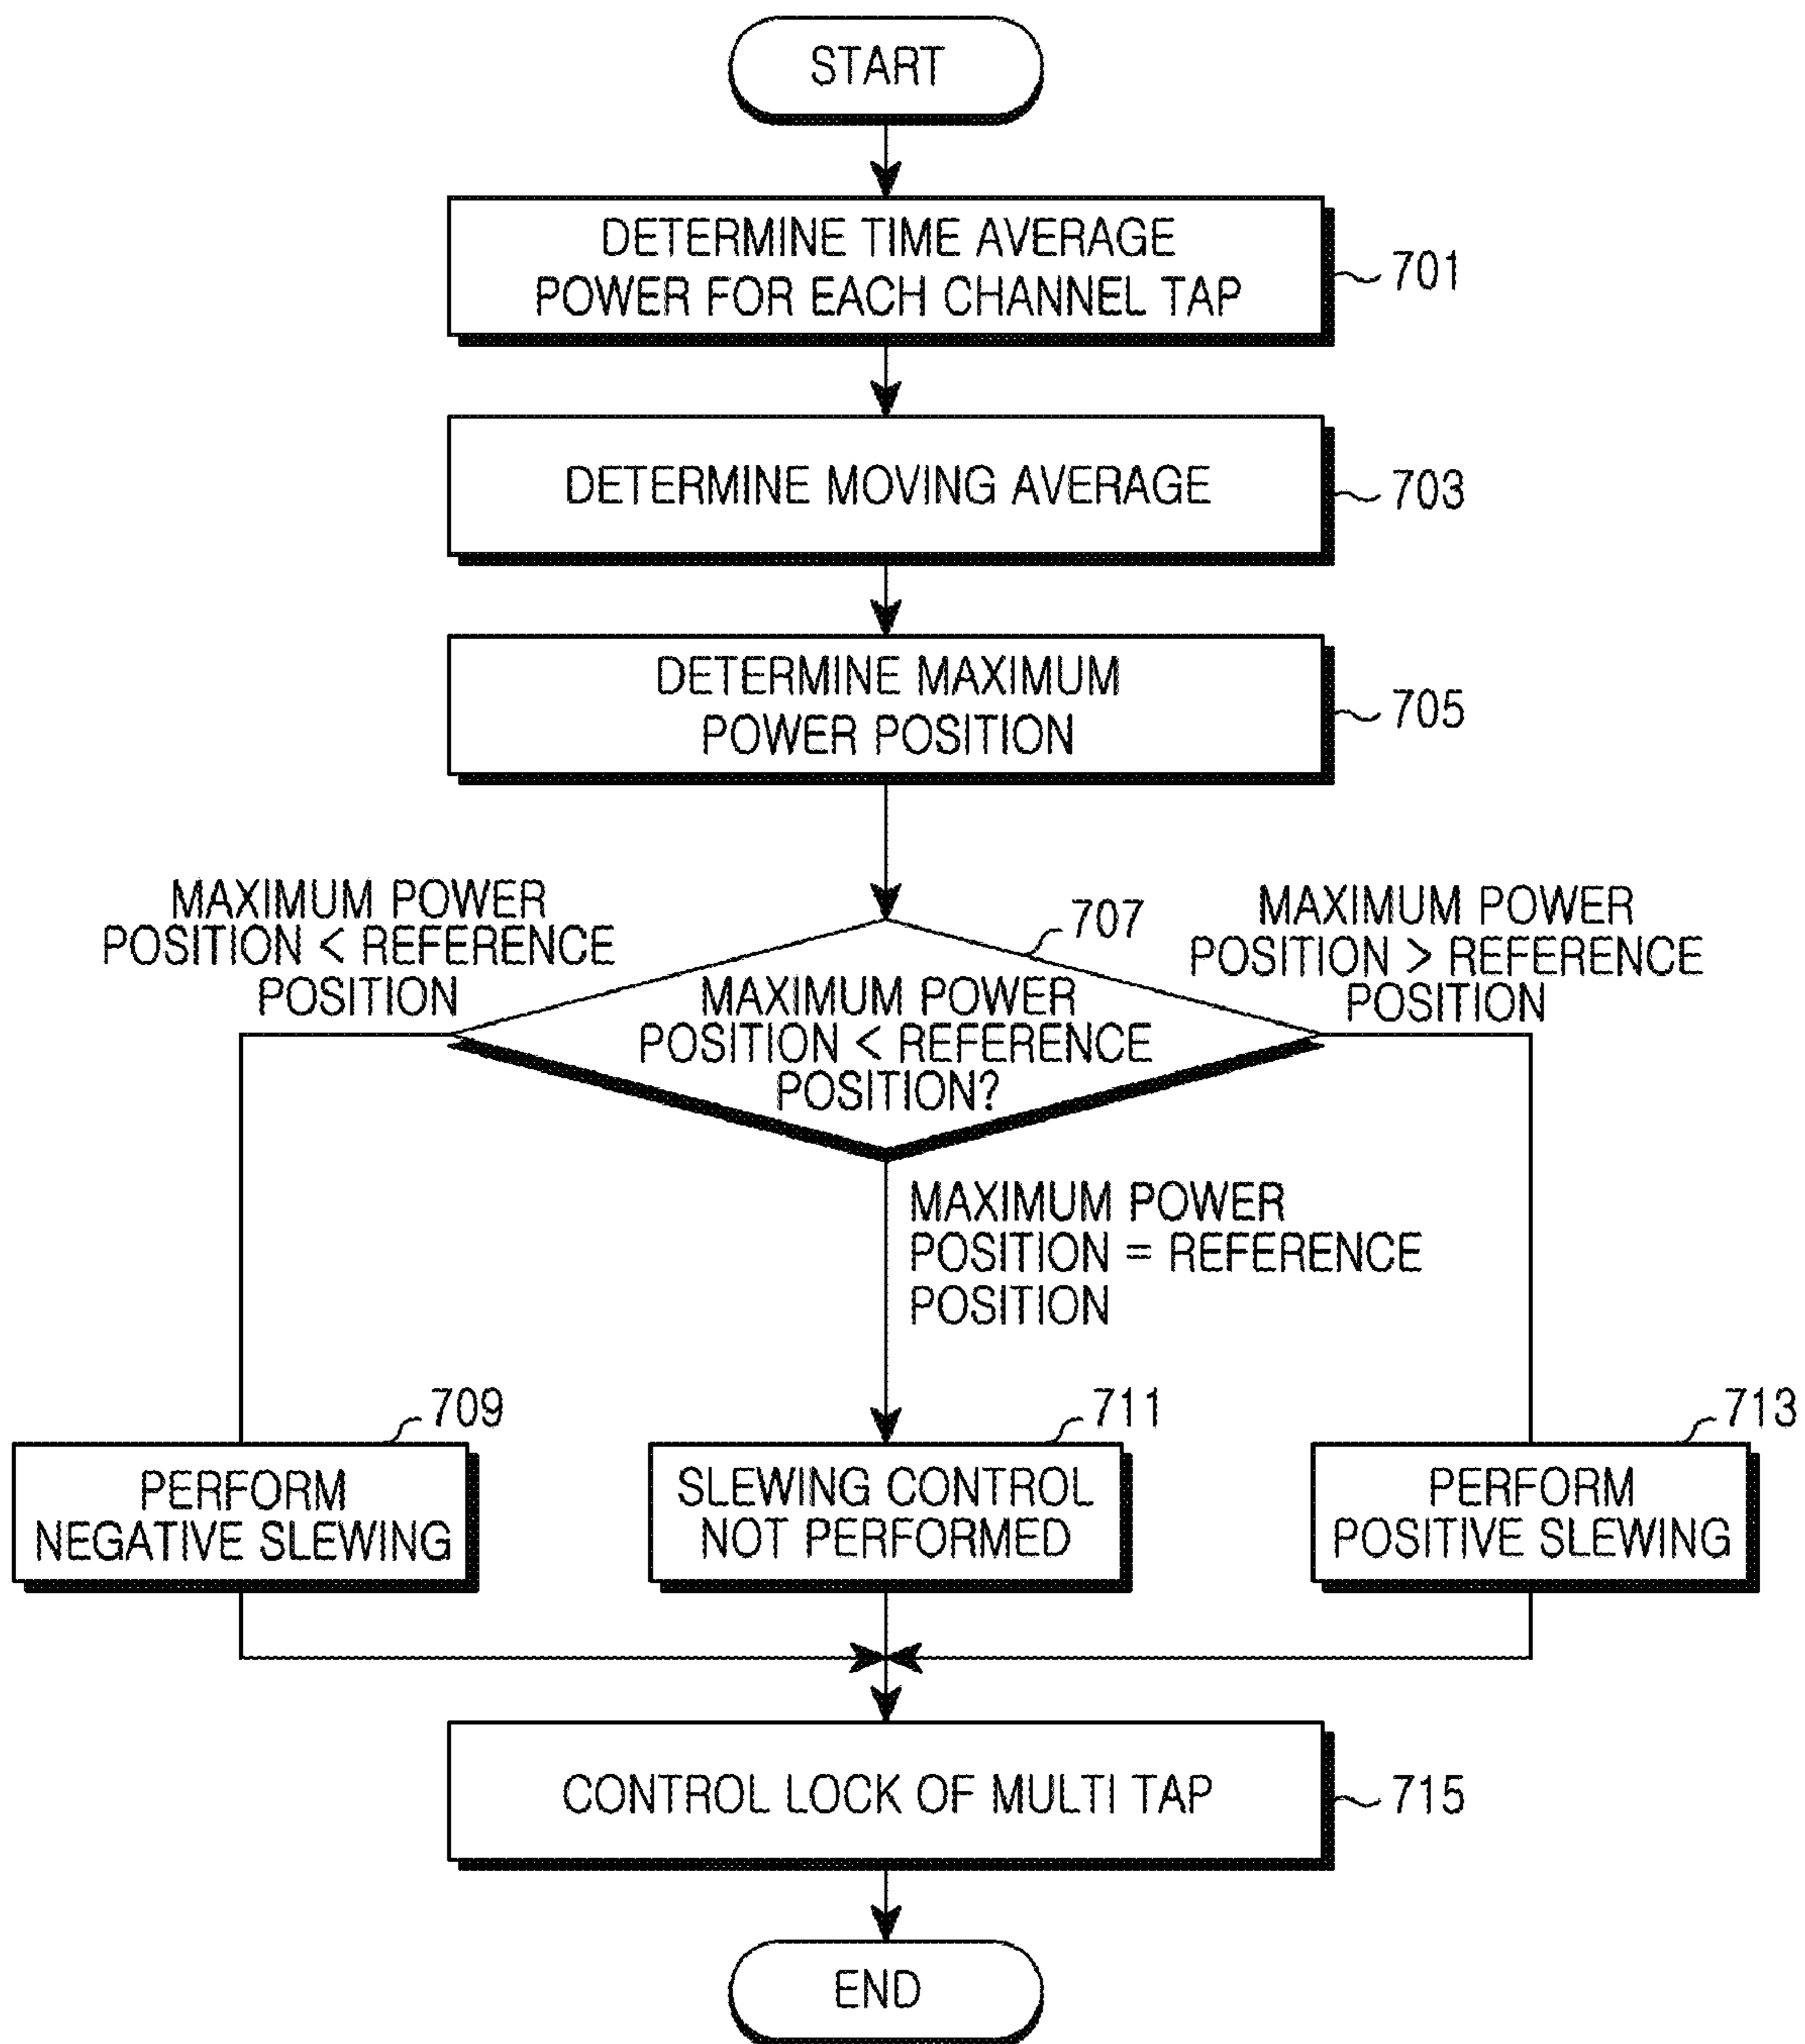 START
DETERMINE TIME AVERAGE
POWER FOR EACH CHANNEL TAP
701
DETERMINE MOVING AVERAGE
703
DETERMINE MAXIMUM
POWER POSITION
705
MAXIMUM POWER
POSITION < REFERENCE
POSITION
707
MAXIMUM POWER
POSITION > REFERENCE
POSITION
MAXIMUM POWER
POSITION < REFERENCE
POSITION?
MAXIMUM POWER
POSITION = REFERENCE
POSITION
709
PERFORM
NEGATIVE SLEWING
711
SLEWING CONTROL
NOT PERFORMED
713
PERFORM
POSITIVE SLEWING
CONTROL LOCK OF MULTI TAP
715
END